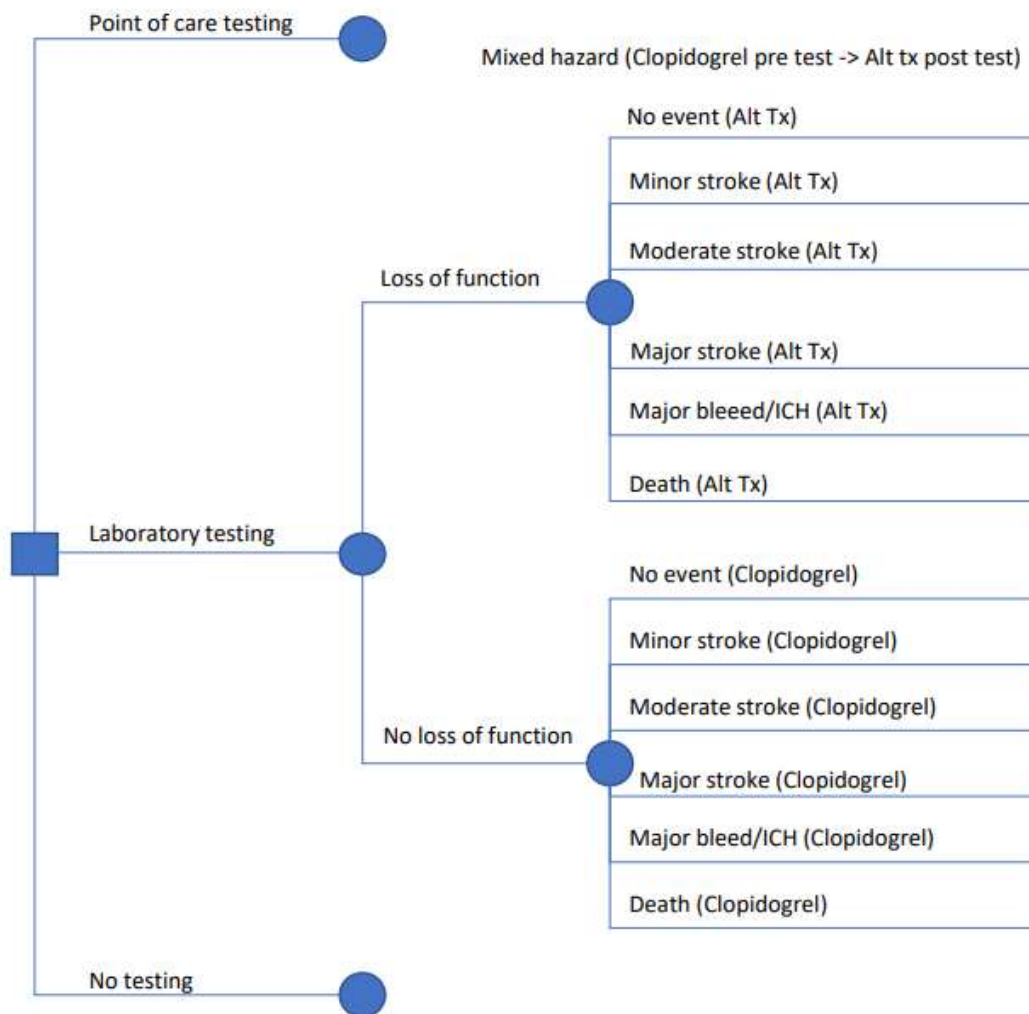 Point of care testing
Mixed hazard (Clopidogrel pre test -> Alt tx post test)
No event (Alt Tx)
Minor stroke (Alt Tx)
Moderate stroke (Alt Tx)
Loss of function
Major stroke (Alt Tx)
Major bleeed/ICH (Alt Tx)
Death (Alt Tx)
Laboratory testing
No event (Clopidogrel)
Minor stroke (Clopidogrel)
Moderate stroke (Clopidogrel)
No loss of function
Major stroke (Clopidogrel)
Major bleed/ICH (Clopidogrel)
Death (Clopidogrel)
No testing